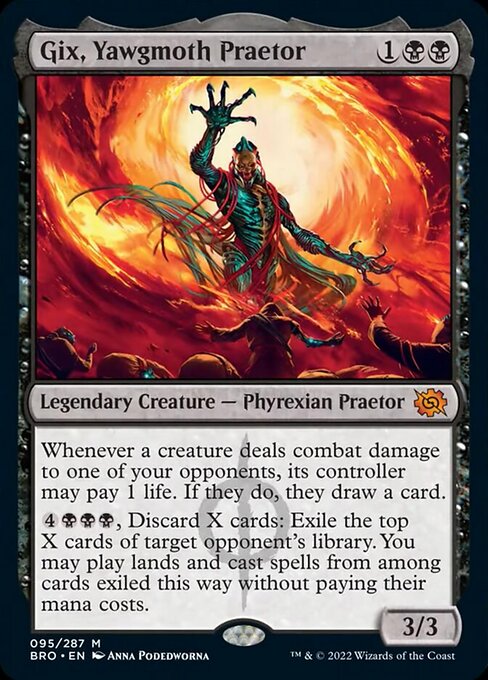 Gix, Yawgmoth Praetor 1
Legendary Creature — Phyrexian Praetor
Whenever a creature deals combat damage
to one of your opponents, its controller
may pay 1 life. If they do, they draw a card.
4, Discard X cards: Exile the top
X cards of target opponent's library. You
may play lands and cast spells from among
cards exiled this way without paying their
mana costs.
3/3
095/287 M
BRO • EN Anna Podedworna
™ & © 2022 Wizards of the Coast